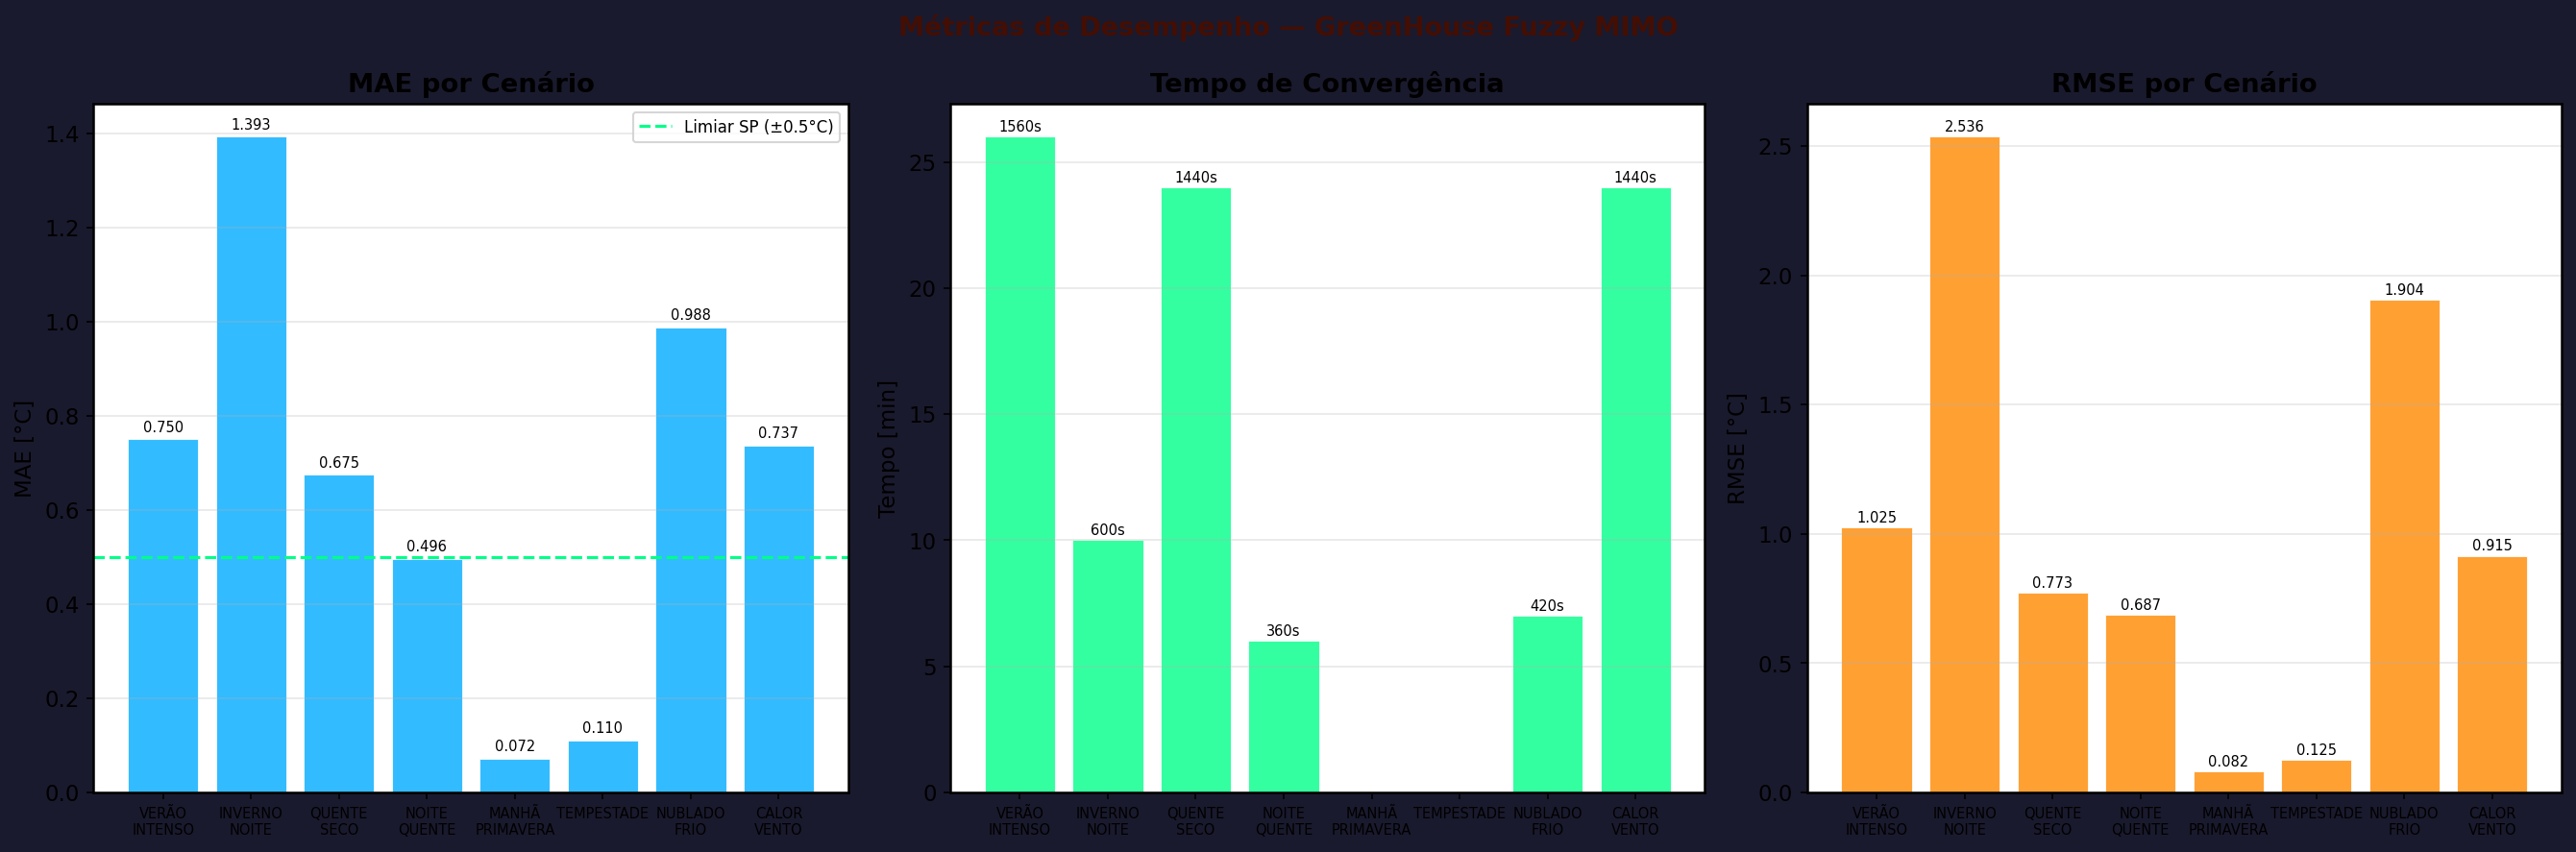 Métricas de Desempenho — GreenHouse Fuzzy MIMO
MAE por Cenário
MAE [°C]
1.4
1.2
1.0
0.8
0.6
0.4
0.2
0.0
Limiar SP (±0.5°C)
0.750
1.393
0.675
0.496
0.072
0.110
0.988
0.737
VERÃO INTENSO
INVERNO NOITE
QUENTE SECO
NOITE QUENTE
MANHÃ PRIMAVERA
TEMPESTADE
NUBLADO FRIO
CALOR VENTO
Tempo de Convergência
Tempo [min]
25
20
15
10
5
0
1560s
600s
1440s
360s
420s
1440s
VERÃO INTENSO
INVERNO NOITE
QUENTE SECO
NOITE QUENTE
MANHÃ PRIMAVERA
TEMPESTADE
NUBLADO FRIO
CALOR VENTO
RMSE por Cenário
RMSE [°C]
2.5
2.0
1.5
1.0
0.5
0.0
1.025
2.536
0.773
0.687
0.082
0.125
1.904
0.915
VERÃO INTENSO
INVERNO NOITE
QUENTE SECO
NOITE QUENTE
MANHÃ PRIMAVERA
TEMPESTADE
NUBLADO FRIO
CALOR VENTO